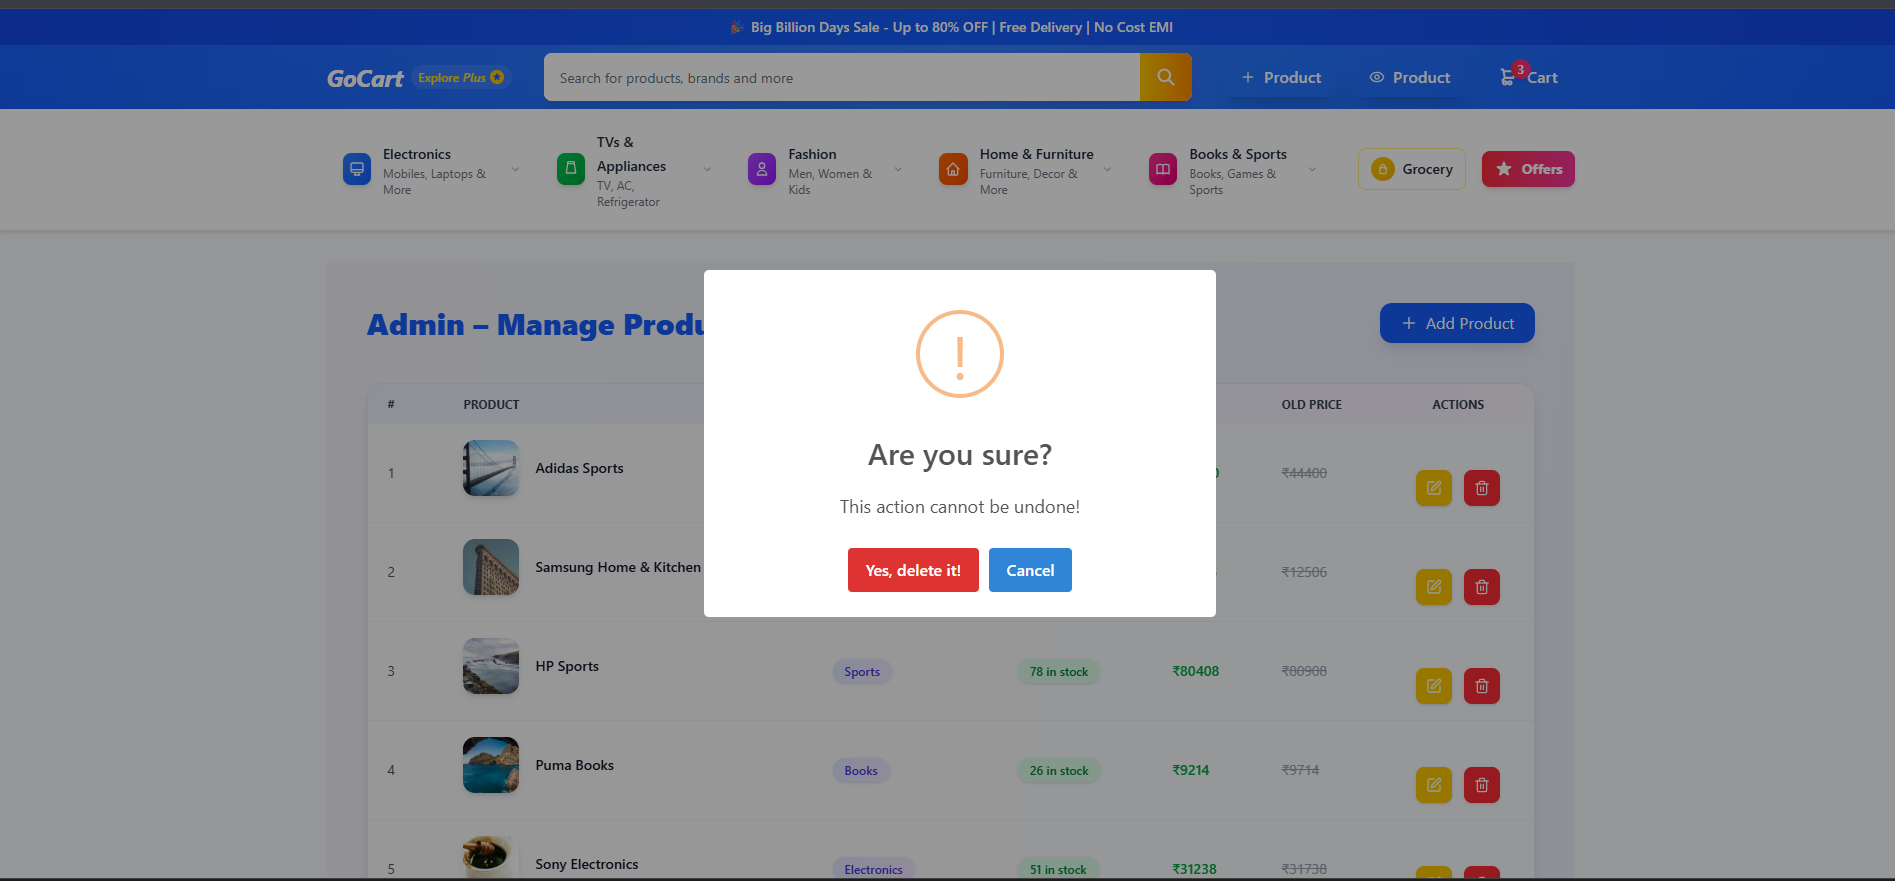 🎉 Big Billion Days Sale - Up to 80% OFF | Free Delivery | No Cost EMI
GoCart Explore Plus
Search for products, brands and more
Product
Product
3
Cart
Electronics
Mobiles, Laptops &
More
TVs &
Appliances
TV, AC,
Refrigerator
Fashion
Men, Women &
Kids
Home & Furniture
Furniture, Decor &
More
Books & Sports
Books, Games &
Sports
Grocery
Offers
Admin – Manage
Add Product
# PRODUCT OLD PRICE ACTIONS
1 Adidas Sports ₹44400
2 Samsung Home & Kitchen ₹12506
3 HP Sports Sports 78 in stock ₹80408 ₹80908
4 Puma Books Books 26 in stock ₹9214 ₹9714
5 Sony Electronics Electronics 51 in stock ₹31238 ₹31738
!
Are you sure?
This action cannot be undone!
Yes, delete it! Cancel